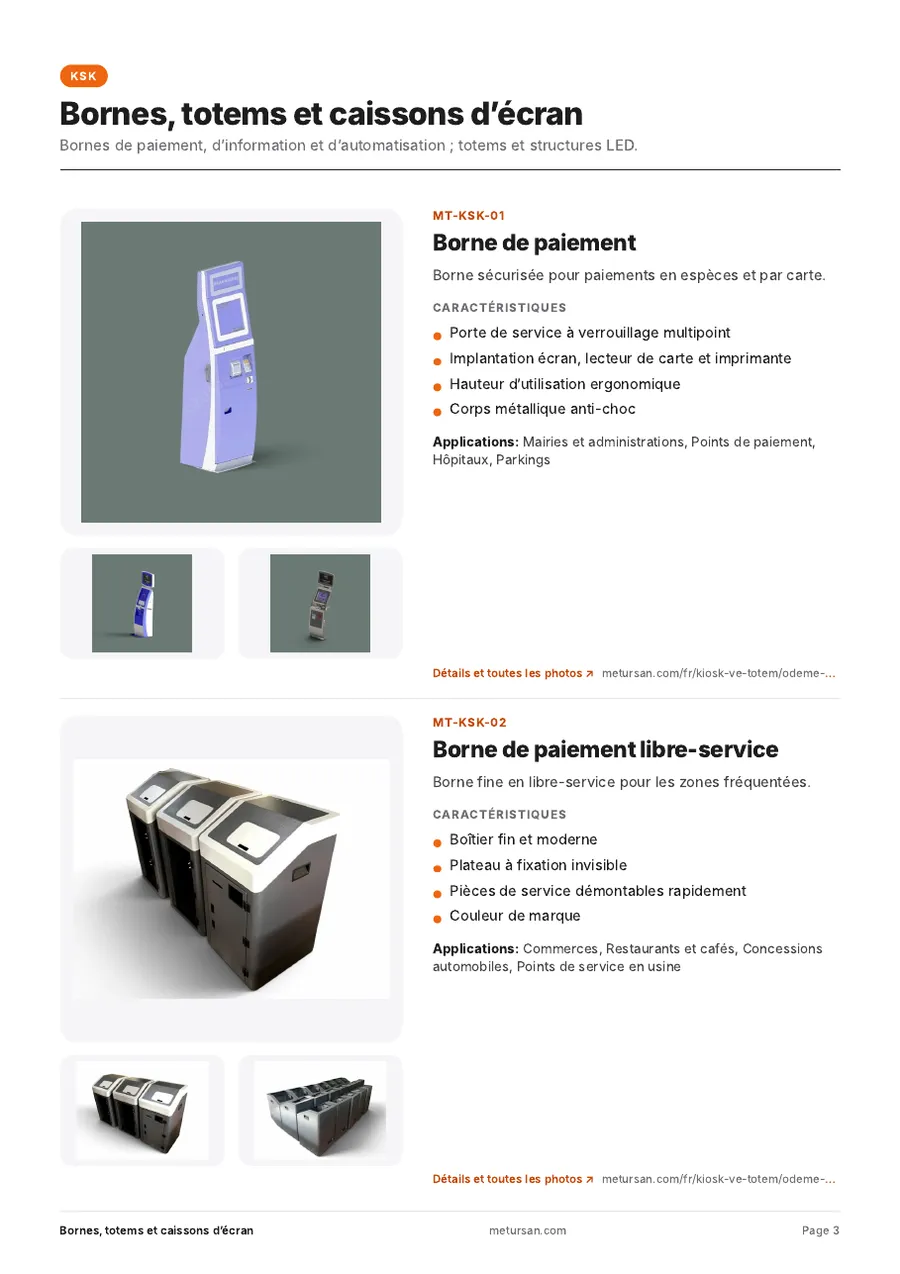 KSK
Bornes, totems et caissons d’écran
Bornes de paiement, d’information et d’automatisation ; totems et structures LED.
MT-KSK-01
Borne de paiement
Borne sécurisée pour paiements en espèces et par carte.
CARACTÉRISTIQUES
Porte de service à verrouillage multipoint
Implantation écran, lecteur de carte et imprimante
Hauteur d’utilisation ergonomique
Corps métallique anti-choc
Applications: Mairies et administrations, Points de paiement,
Hôpitaux, Parkings
Détails et toutes les photos ↗ metursan.com/fr/kiosk-ve-totem/odeme-...
MT-KSK-02
Borne de paiement libre-service
Borne fine en libre-service pour les zones fréquentées.
CARACTÉRISTIQUES
Boîtier fin et moderne
Plateau à fixation invisible
Pièces de service démontables rapidement
Couleur de marque
Applications: Commerces, Restaurants et cafés, Concessions
automobiles, Points de service en usine
Détails et toutes les photos ↗ metursan.com/fr/kiosk-ve-totem/odeme-...
Bornes, totems et caissons d’écran metursan.com Page 3